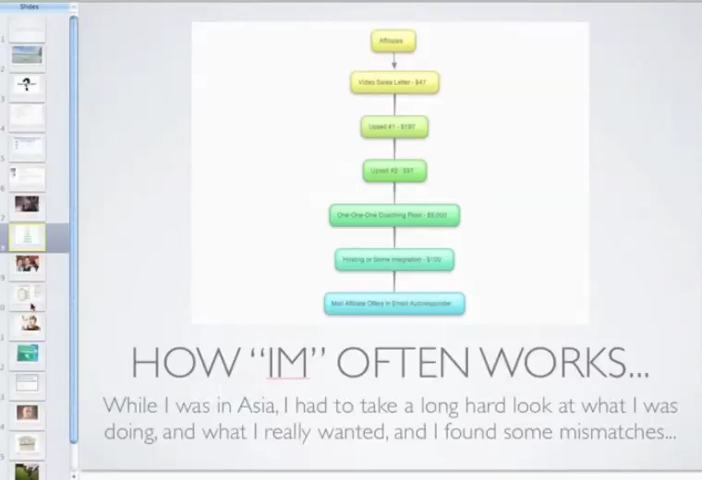 Slides
Affiliates
Video Sales Letter - $47
Upsell #1 - $197
Upsell #2 - $97
One-One-One Coaching Floor - $5,000
Hosting or Some Integration - $100
Mail Affiliate Offers in Email Autoresponder
HOW “IM” OFTEN WORKS...
While I was in Asia, I had to take a long hard look at what I was
doing, and what I really wanted, and I found some mismatches...